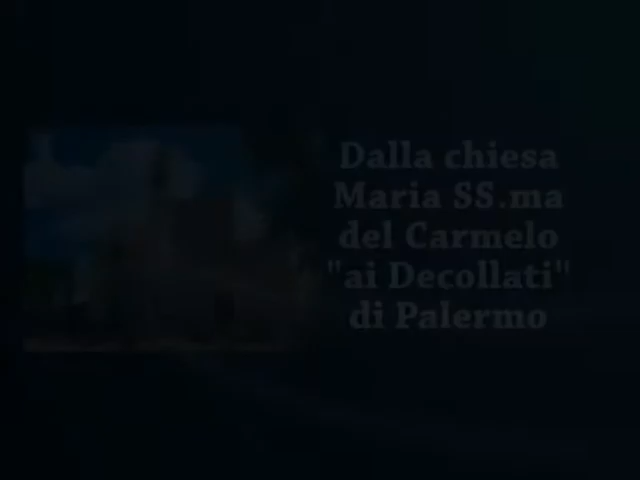 Dalla chiesa
Maria SS.ma
del Carmelo
"ai Decollati"
di Palermo